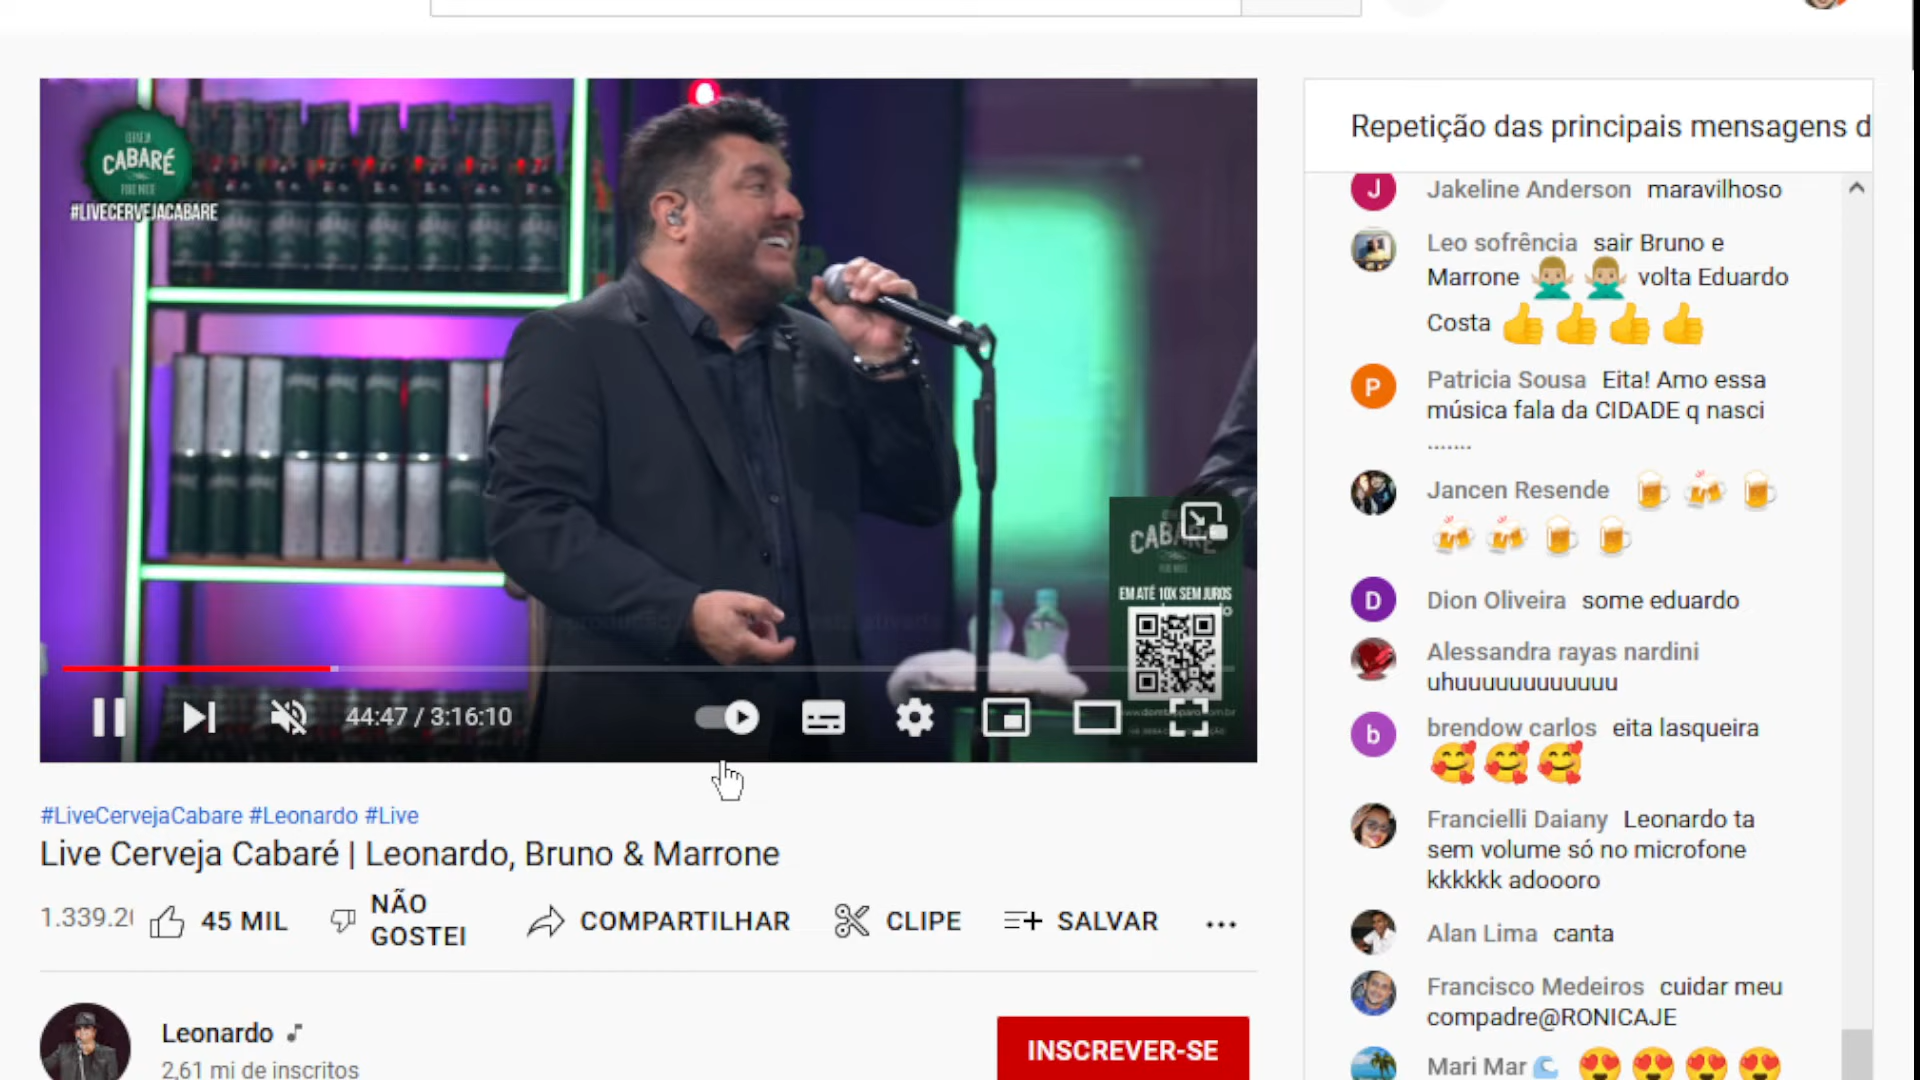 CABARÉ
#LIVECERVEJACABARE
EM ATÉ 10X SEM JUROS
44:47 / 3:16:10
#LiveCervejaCabare #Leonardo #Live
Live Cerveja Cabaré | Leonardo, Bruno & Marrone
45 MIL
NÃO
GOSTEI
COMPARTILHAR
CLIPE
SALVAR
Leonardo
2,61 mi de inscritos
INSCREVER-SE
Repetição das principais mensagens d
J
Jakeline Anderson maravilhoso
Leo sofrência sair Bruno e
Marrone 🙅🏼‍♂️ 🙅🏼‍♂️ volta Eduardo
Costa 👍 👍 👍 👍
P
Patricia Sousa Eita! Amo essa
música fala da CIDADE q nasci
.......
Jancen Resende 🍺 🍻 🍺
🍻 🍻 🍺 🍺
D
Dion Oliveira some eduardo
Alessandra rayas nardini
uhuuuuuuuuuuuu
b
brendow carlos eita lasqueira
🥰 🥰 🥰
Francielli Daiany Leonardo ta
sem volume só no microfone
kkkkkk adoooro
Alan Lima canta
Francisco Medeiros cuidar meu
compadre@RONICAJE
Mari Mar 🌊 😍 😍 😍 😍